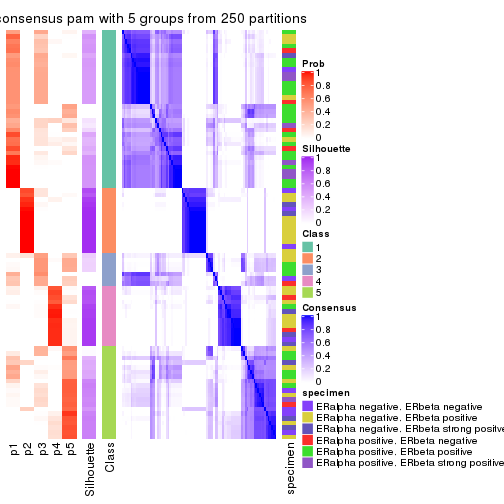 consensus pam with 5 groups from 250 partitions
Prob
1
0.8
0.6
0.4
0.2
0
Silhouette
1
0.8
0.6
0.4
0.2
0
Class
1
2
3
4
5
Consensus
1
0.8
0.6
0.4
0.2
0
specimen
ERalpha negative. ERbeta negative
ERalpha negative. ERbeta positive
ERalpha negative. ERbeta strong positive
ERalpha positive. ERbeta negative
ERalpha positive. ERbeta positive
ERalpha positive. ERbeta strong positive
p1
p2
p3
p4
p5
Silhouette
Class
specimen